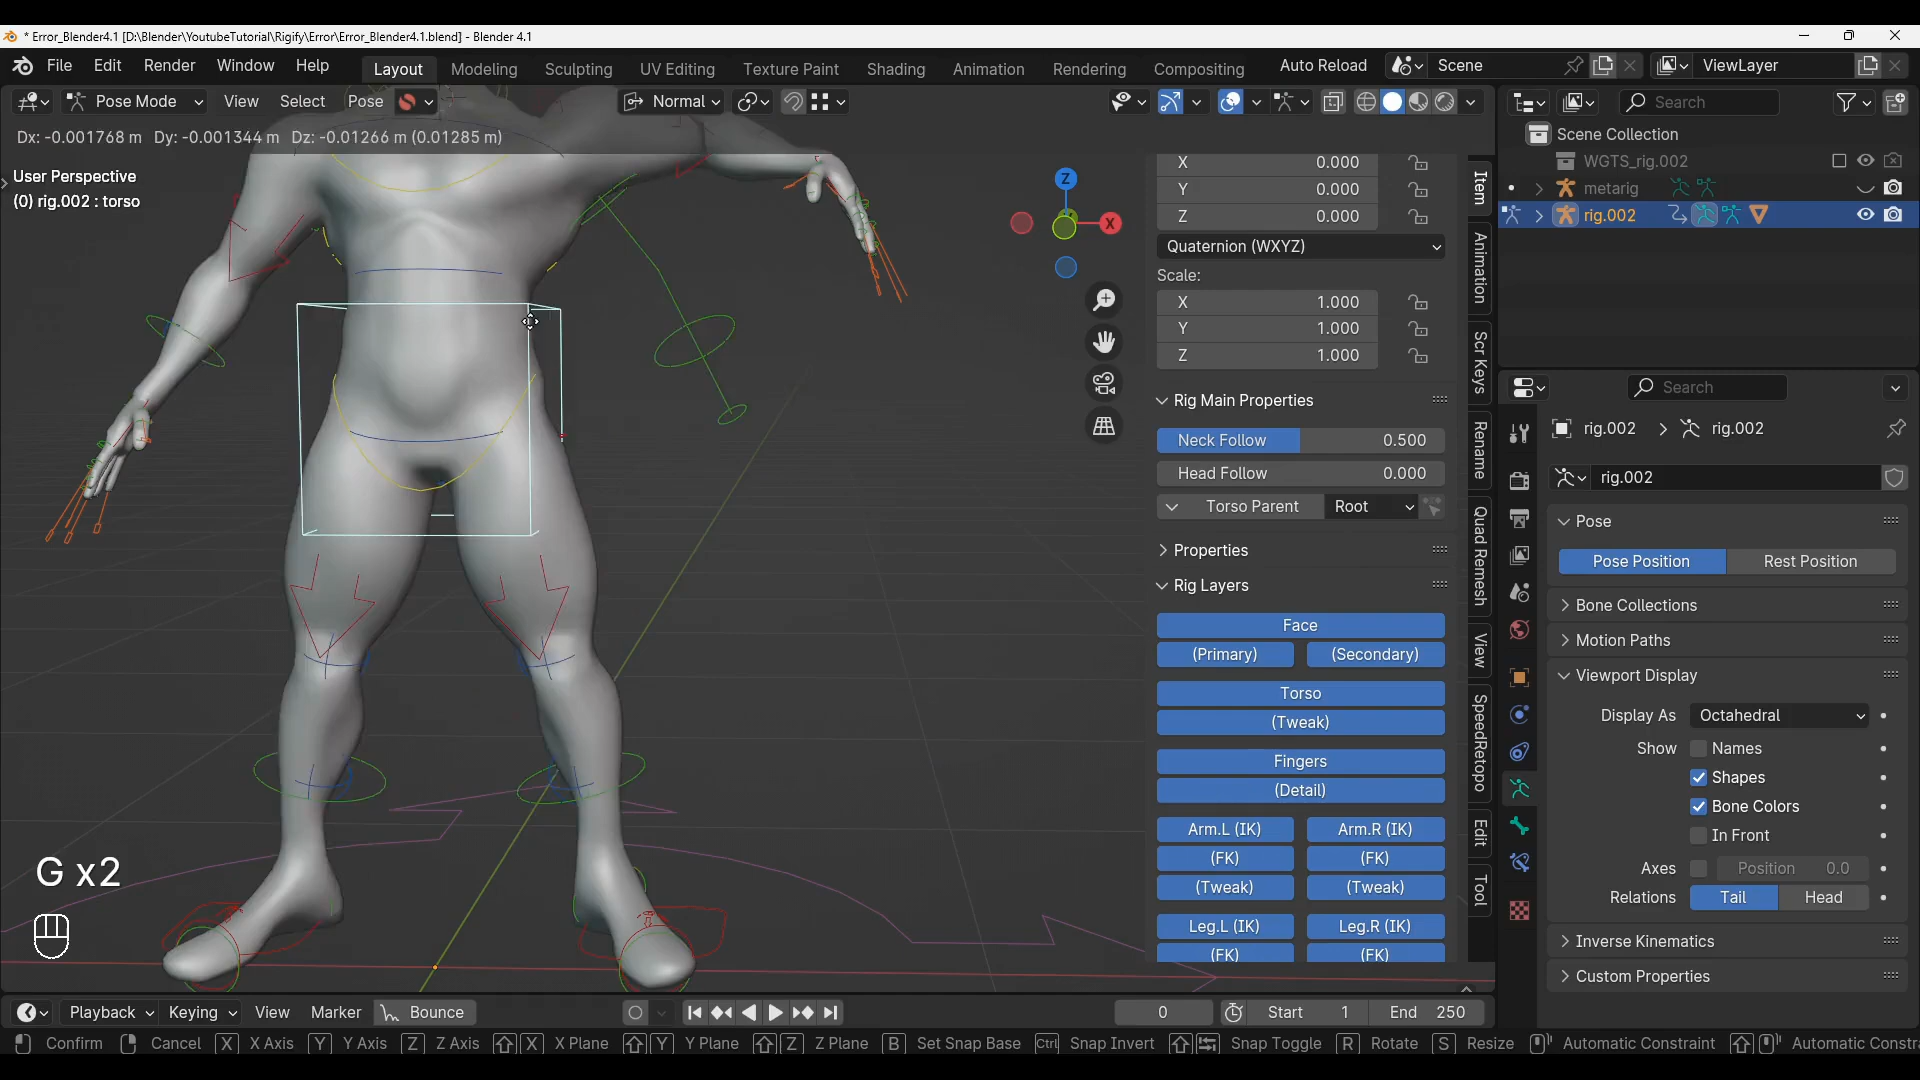 * Error_Blender4.1 [D:\Blender\YoutubeTutorial\Rigify\Error\Error_Blender4.1.blend] - Blender 4.1
File Edit Render Window Help Layout Modeling Sculpting UV Editing Texture Paint Shading Animation Rendering Compositing Auto Reload Scene ViewLayer
Pose Mode View Select Pose Normal Search
Dx: -0.001768 m Dy: -0.001344 m Dz: -0.01266 m (0.01285 m)
User Perspective
(0) rig.002 : torso
Z
X
X 0.000
Y 0.000
Z 0.000
Quaternion (WXYZ)
Scale:
X 1.000
Y 1.000
Z 1.000
Rig Main Properties
Neck Follow 0.500
Head Follow 0.000
Torso Parent Root
Properties
Rig Layers
Face
(Primary) (Secondary)
Torso
(Tweak)
Fingers
(Detail)
Arm.L (IK) Arm.R (IK)
(FK) (FK)
(Tweak) (Tweak)
Leg.L (IK) Leg.R (IK)
(FK) (FK)
Item
Animation
Scr Keys
Rename
Quad Remesh
View
SpeedRetopo
Edit
Tool
Scene Collection
WGTS_rig.002
metarig
rig.002
Search
rig.002 rig.002
rig.002
Pose
Pose Position Rest Position
Bone Collections
Motion Paths
Viewport Display
Display As Octahedral
Show Names
Shapes
Bone Colors
In Front
Axes Position 0.0
Relations Tail Head
Inverse Kinematics
Custom Properties
G x2
Playback Keying View Marker Bounce 0 Start 1 End 250
Confirm Cancel X X Axis Y Y Axis Z Z Axis X X Plane Y Y Plane Z Z Plane B Set Snap Base Ctrl Snap Invert Snap Toggle R Rotate S Resize Automatic Constraint Automatic Constra